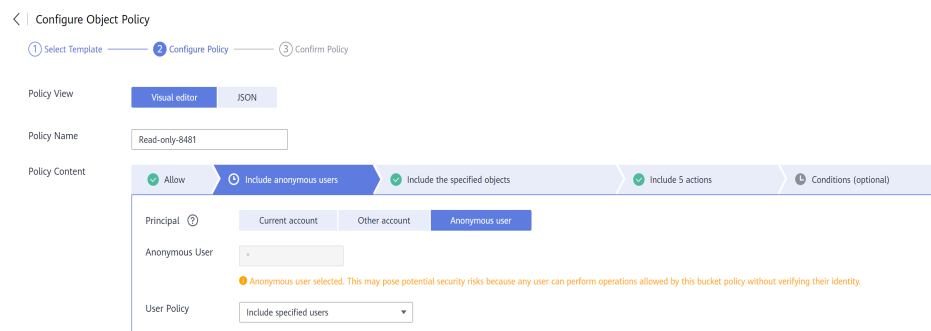 Configure Object Policy
1 Select Template 2 Configure Policy 3 Confirm Policy
Policy View Visual editor JSON
Policy Name Read-only-8481
Policy Content Allow Include anonymous users Include the specified objects Include 5 actions Conditions (optional)
Principal ? Current account Other account Anonymous user
Anonymous User *
Anonymous user selected. This may pose potential security risks because any user can perform operations allowed by this bucket policy without verifying their identity.
User Policy Include specified users